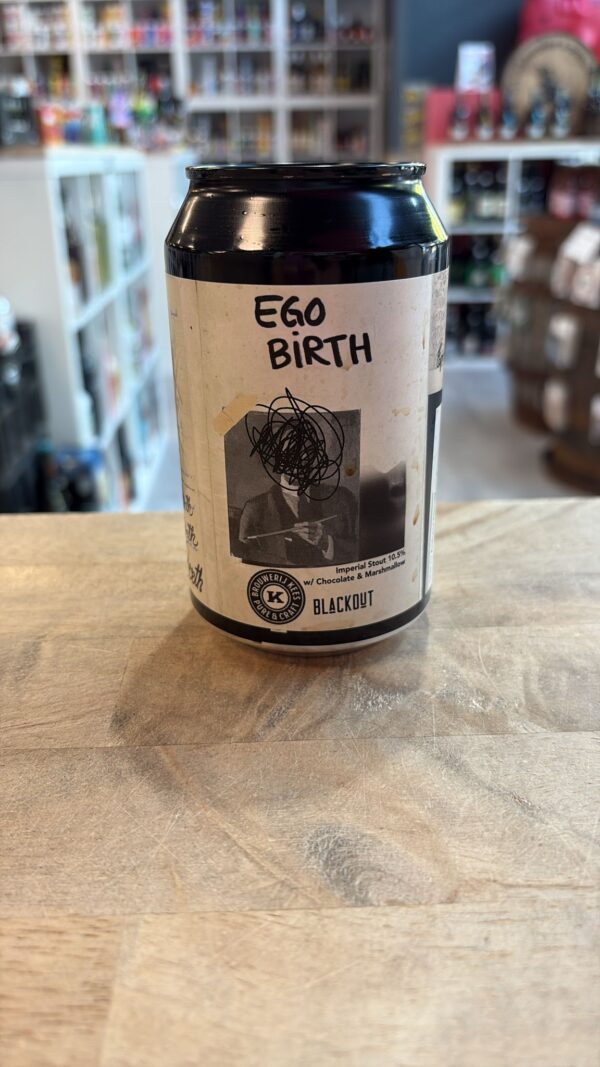 EGO
BiRTH
Imperial Stout 10.5%
w/ Chocolate & Marshmallow
BROUWERIJ KEES
K
PURE & CRAFT
BLACKOUT